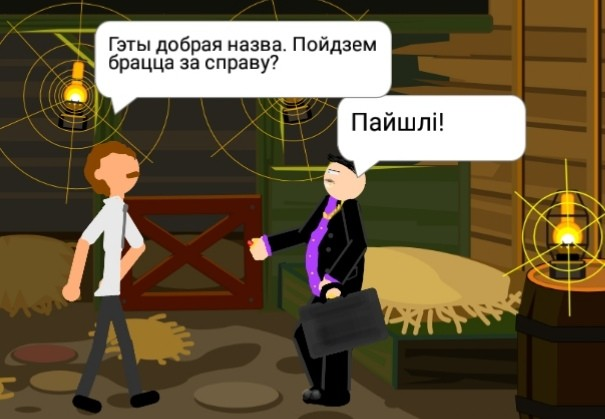 Гэты добрая назва. Пойдзем
брацца за справу?
Пайшлі!